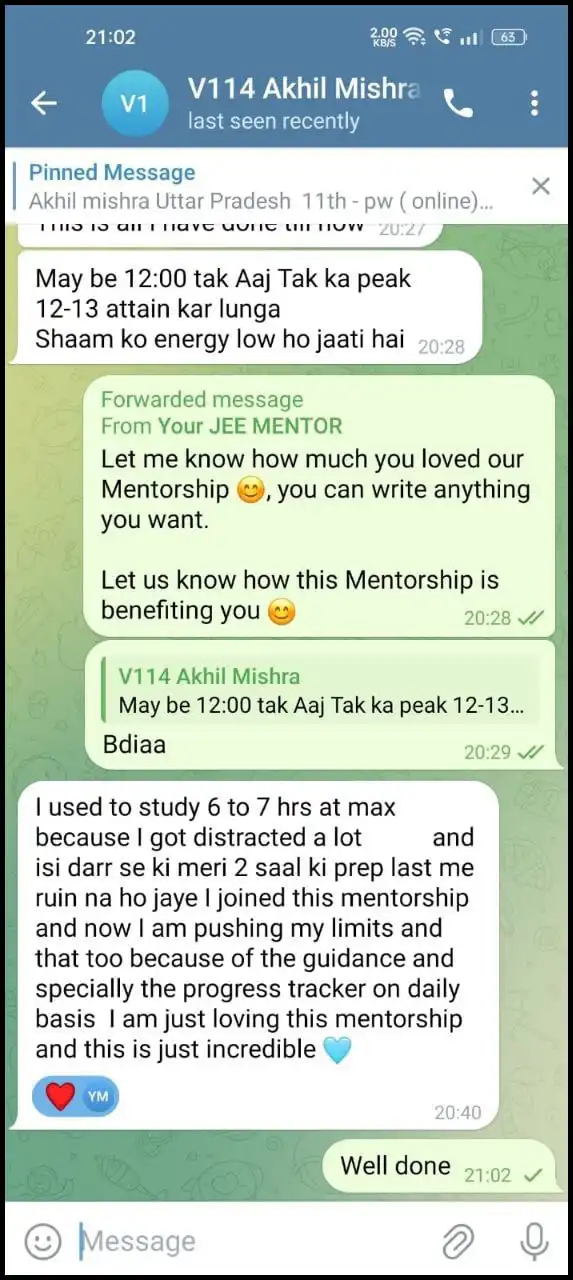 21:02
2.00
KB/S
63
V1
V114 Akhil Mishra
last seen recently
Pinned Message
Akhil mishra Uttar Pradesh 11th - pw ( online)...
This is all I have done till now 20:27
May be 12:00 tak Aaj Tak ka peak
12-13 attain kar lunga
Shaam ko energy low ho jaati hai 20:28
Forwarded message
From Your JEE MENTOR
Let me know how much you loved our
Mentorship 😊, you can write anything
you want.
Let us know how this Mentorship is
benefiting you 😊
20:28
V114 Akhil Mishra
May be 12:00 tak Aaj Tak ka peak 12-13...
Bdiaa
20:29
I used to study 6 to 7 hrs at max
because I got distracted a lot and
isi darr se ki meri 2 saal ki prep last me
ruin na ho jaye I joined this mentorship
and now I am pushing my limits and
that too because of the guidance and
specially the progress tracker on daily
basis I am just loving this mentorship
and this is just incredible 🩵
❤️ YM
20:40
Well done 21:02
Message